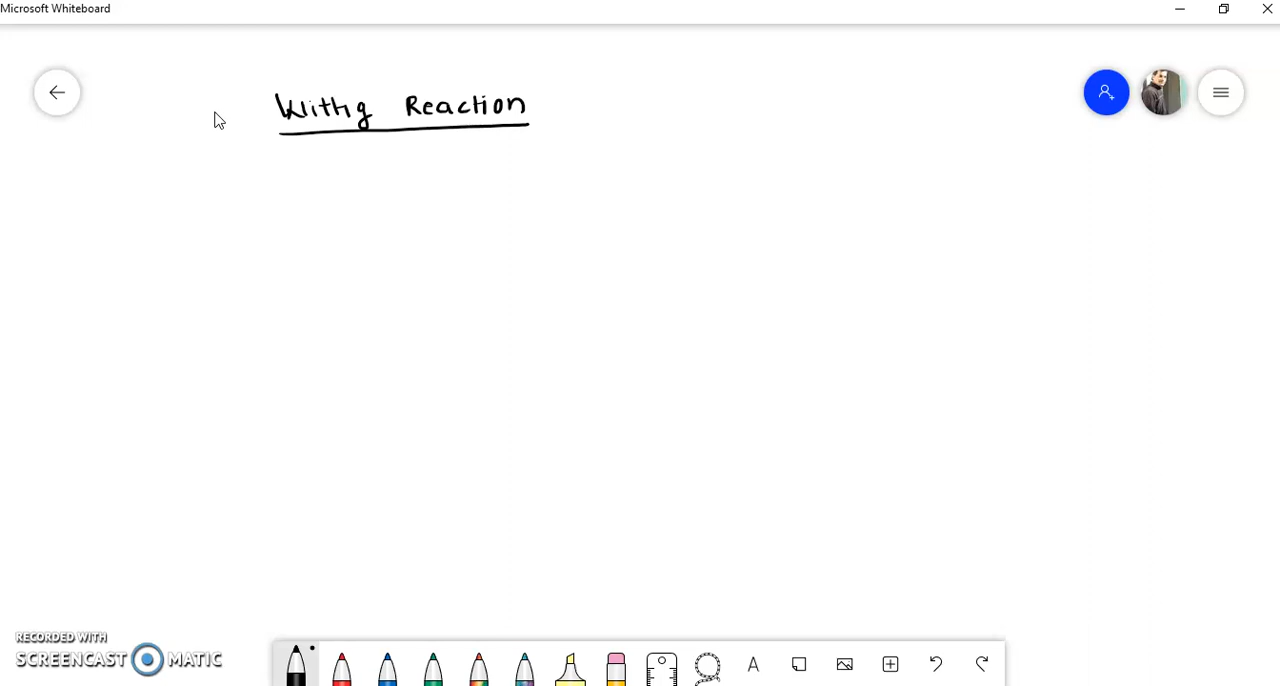 Microsoft Whiteboard
Wittig Reaction
RECORDED WITH
SCREENCAST MATIC
A